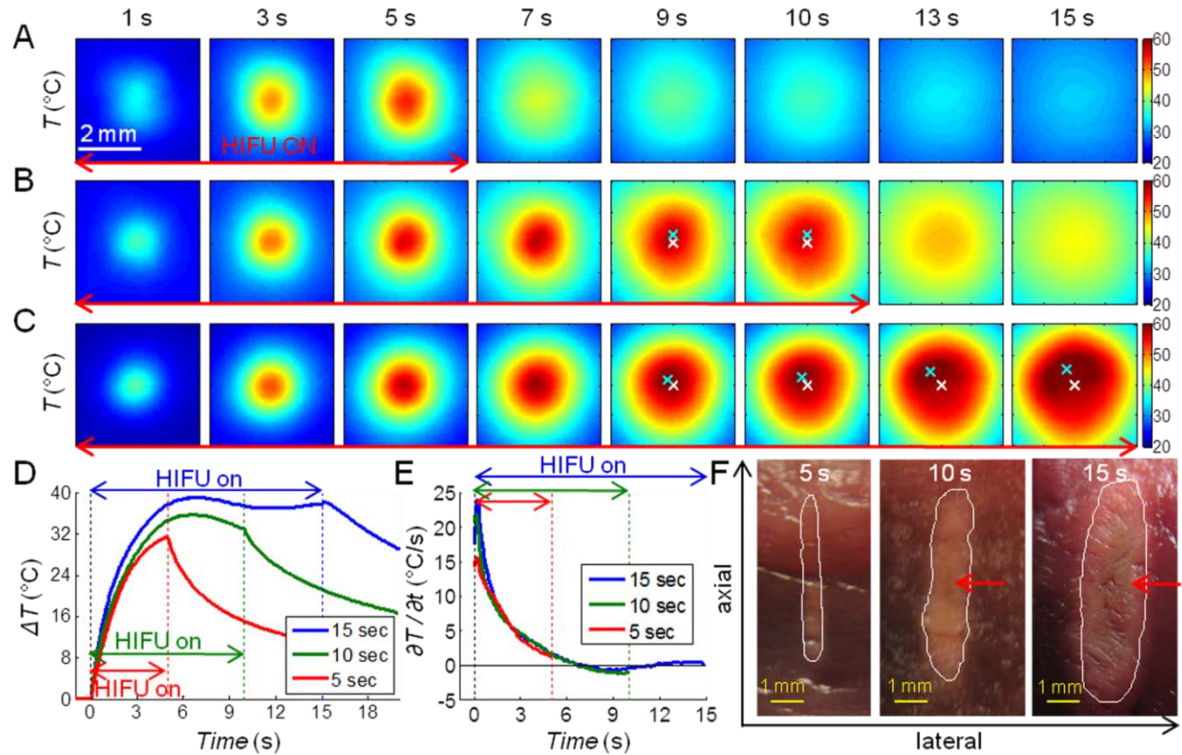 1 s 3 s 5 s 7 s 9 s 10 s 13 s 15 s
A
T (°C)
2 mm
HIFU ON
60
50
40
30
20
B
T (°C)
60
50
40
30
20
C
T (°C)
60
50
40
30
20
D
HIFU on
40
32
24
16
8
0
ΔT (°C)
HIFU on
HIFU on
15 sec
10 sec
5 sec
0 3 6 9 12 15 18
Time (s)
E
HIFU on
25
20
15
10
5
0
-5
∂T / ∂t (°C/s)
15 sec
10 sec
5 sec
0 3 6 9 12 15
Time (s)
F
axial
5 s 10 s 15 s
1 mm 1 mm 1 mm
lateral